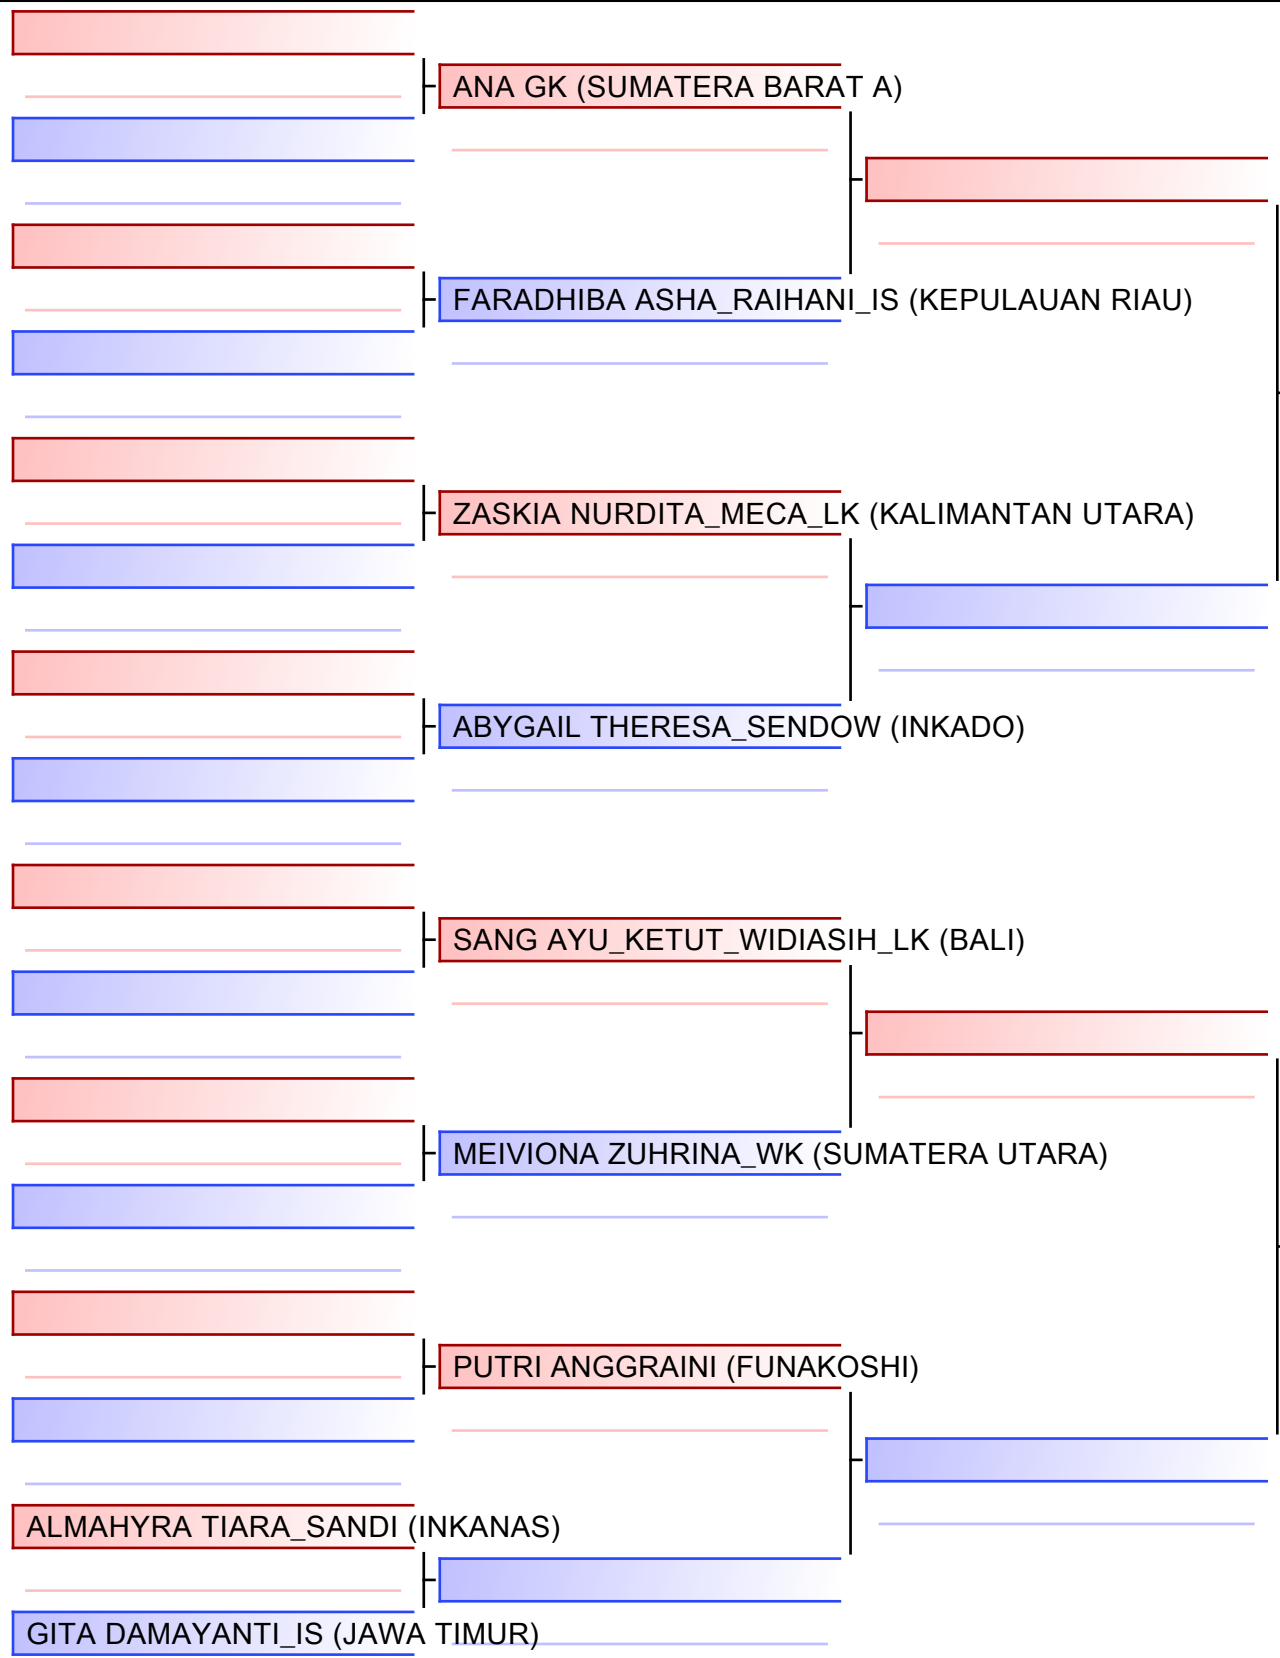 ANA GK (SUMATERA BARAT A)
FARADHIBA ASHA_RAIHANI_IS (KEPULAUAN RIAU)
ZASKIA NURDITA_MECA_LK (KALIMANTAN UTARA)
ABYGAIL THERESA_SENDOW (INKADO)
SANG AYU_KETUT_WIDIASIH_LK (BALI)
MEIVIONA ZUHRINA_WK (SUMATERA UTARA)
PUTRI ANGGRAINI (FUNAKOSHI)
ALMAHYRA TIARA_SANDI (INKANAS)
GITA DAMAYANTI_IS (JAWA TIMUR)